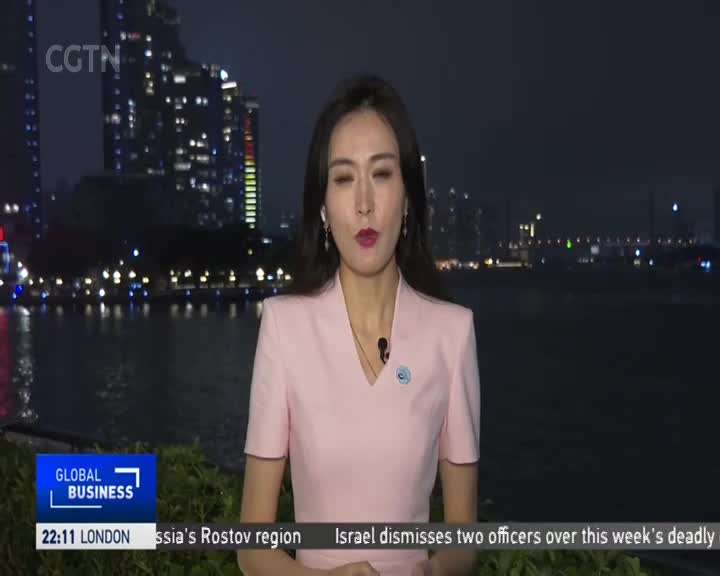 CGTN
GLOBAL
BUSINESS
22:11 LONDON
ssia's Rostov region Israel dismisses two officers over this week's deadly